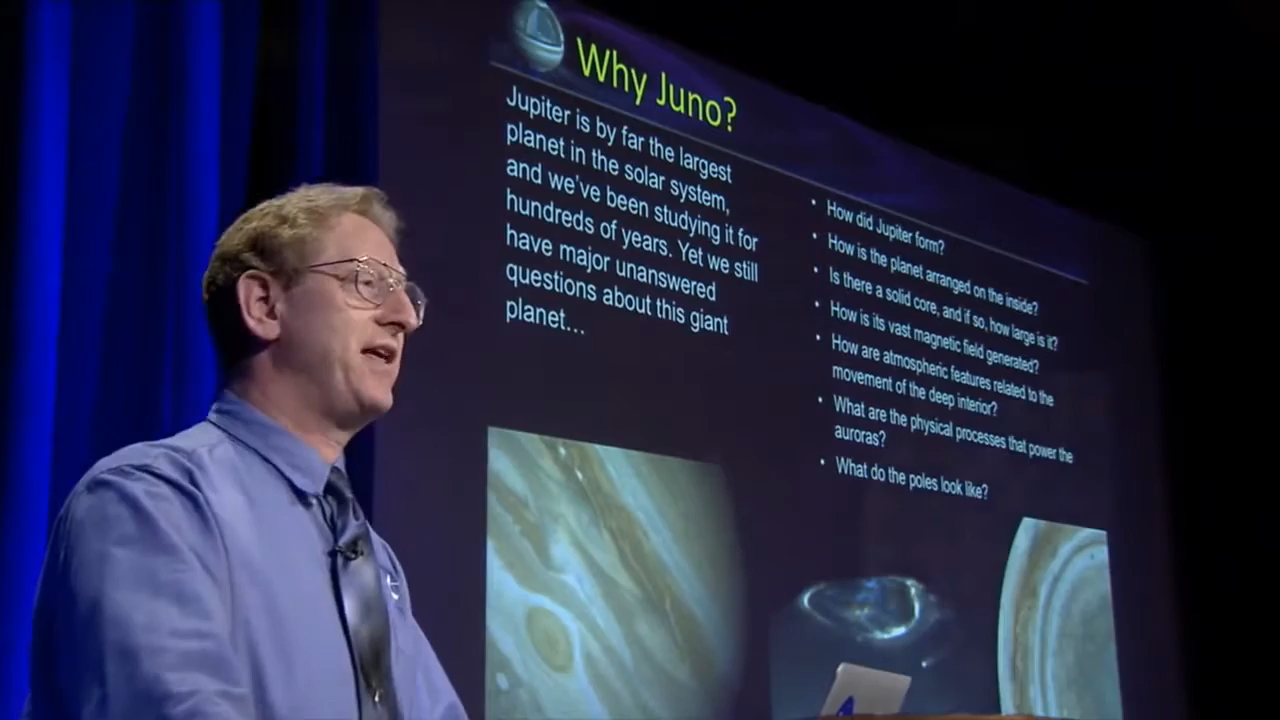 Why Juno?
Jupiter is by far the largest
planet in the solar system,
and we've been studying it for
hundreds of years. Yet we still
have major unanswered
questions about this giant
planet...
• How did Jupiter form?
• How is the planet arranged on the inside?
• Is there a solid core, and if so, how large is it?
• How is its vast magnetic field generated?
• How are atmospheric features related to the
movement of the deep interior?
• What are the physical processes that power the
auroras?
• What do the poles look like?